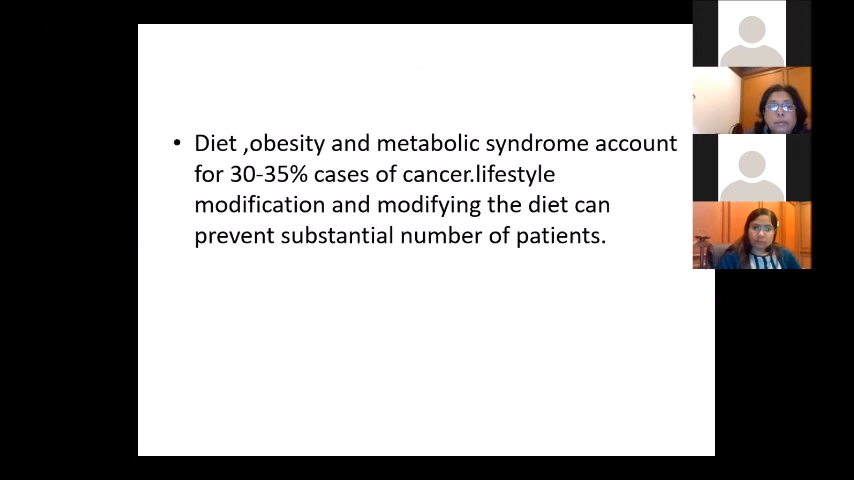 • Diet ,obesity and metabolic syndrome account
for 30-35% cases of cancer.lifestyle
modification and modifying the diet can
prevent substantial number of patients.